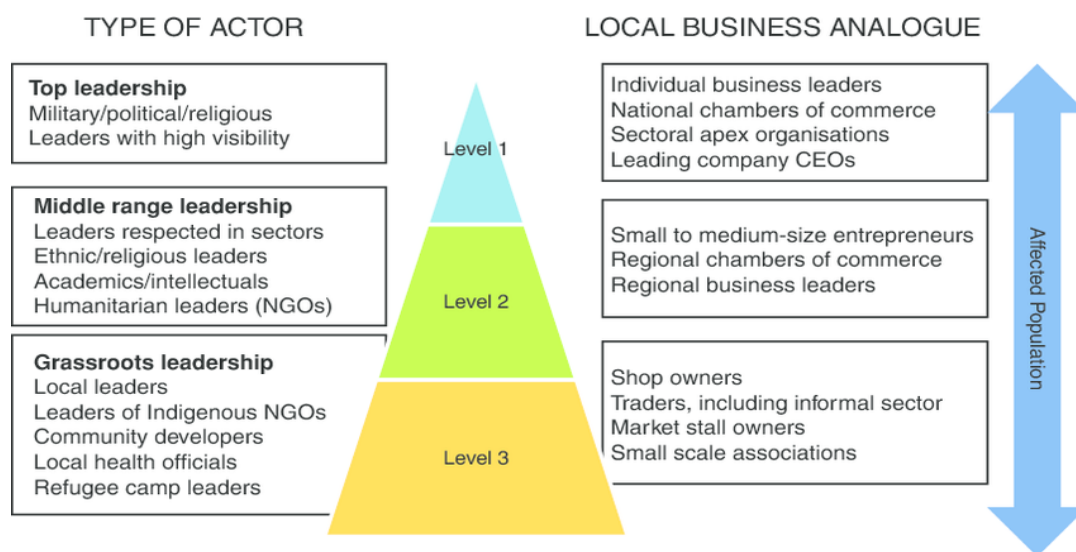 TYPE OF ACTOR
LOCAL BUSINESS ANALOGUE
Top leadership
Military/political/religious
Leaders with high visibility
Level 1
Individual business leaders
National chambers of commerce
Sectoral apex organisations
Leading company CEOs
Middle range leadership
Leaders respected in sectors
Ethnic/religious leaders
Academics/intellectuals
Humanitarian leaders (NGOs)
Level 2
Small to medium-size entrepreneurs
Regional chambers of commerce
Regional business leaders
Grassroots leadership
Local leaders
Leaders of Indigenous NGOs
Community developers
Local health officials
Refugee camp leaders
Level 3
Shop owners
Traders, including informal sector
Market stall owners
Small scale associations
Affected Population